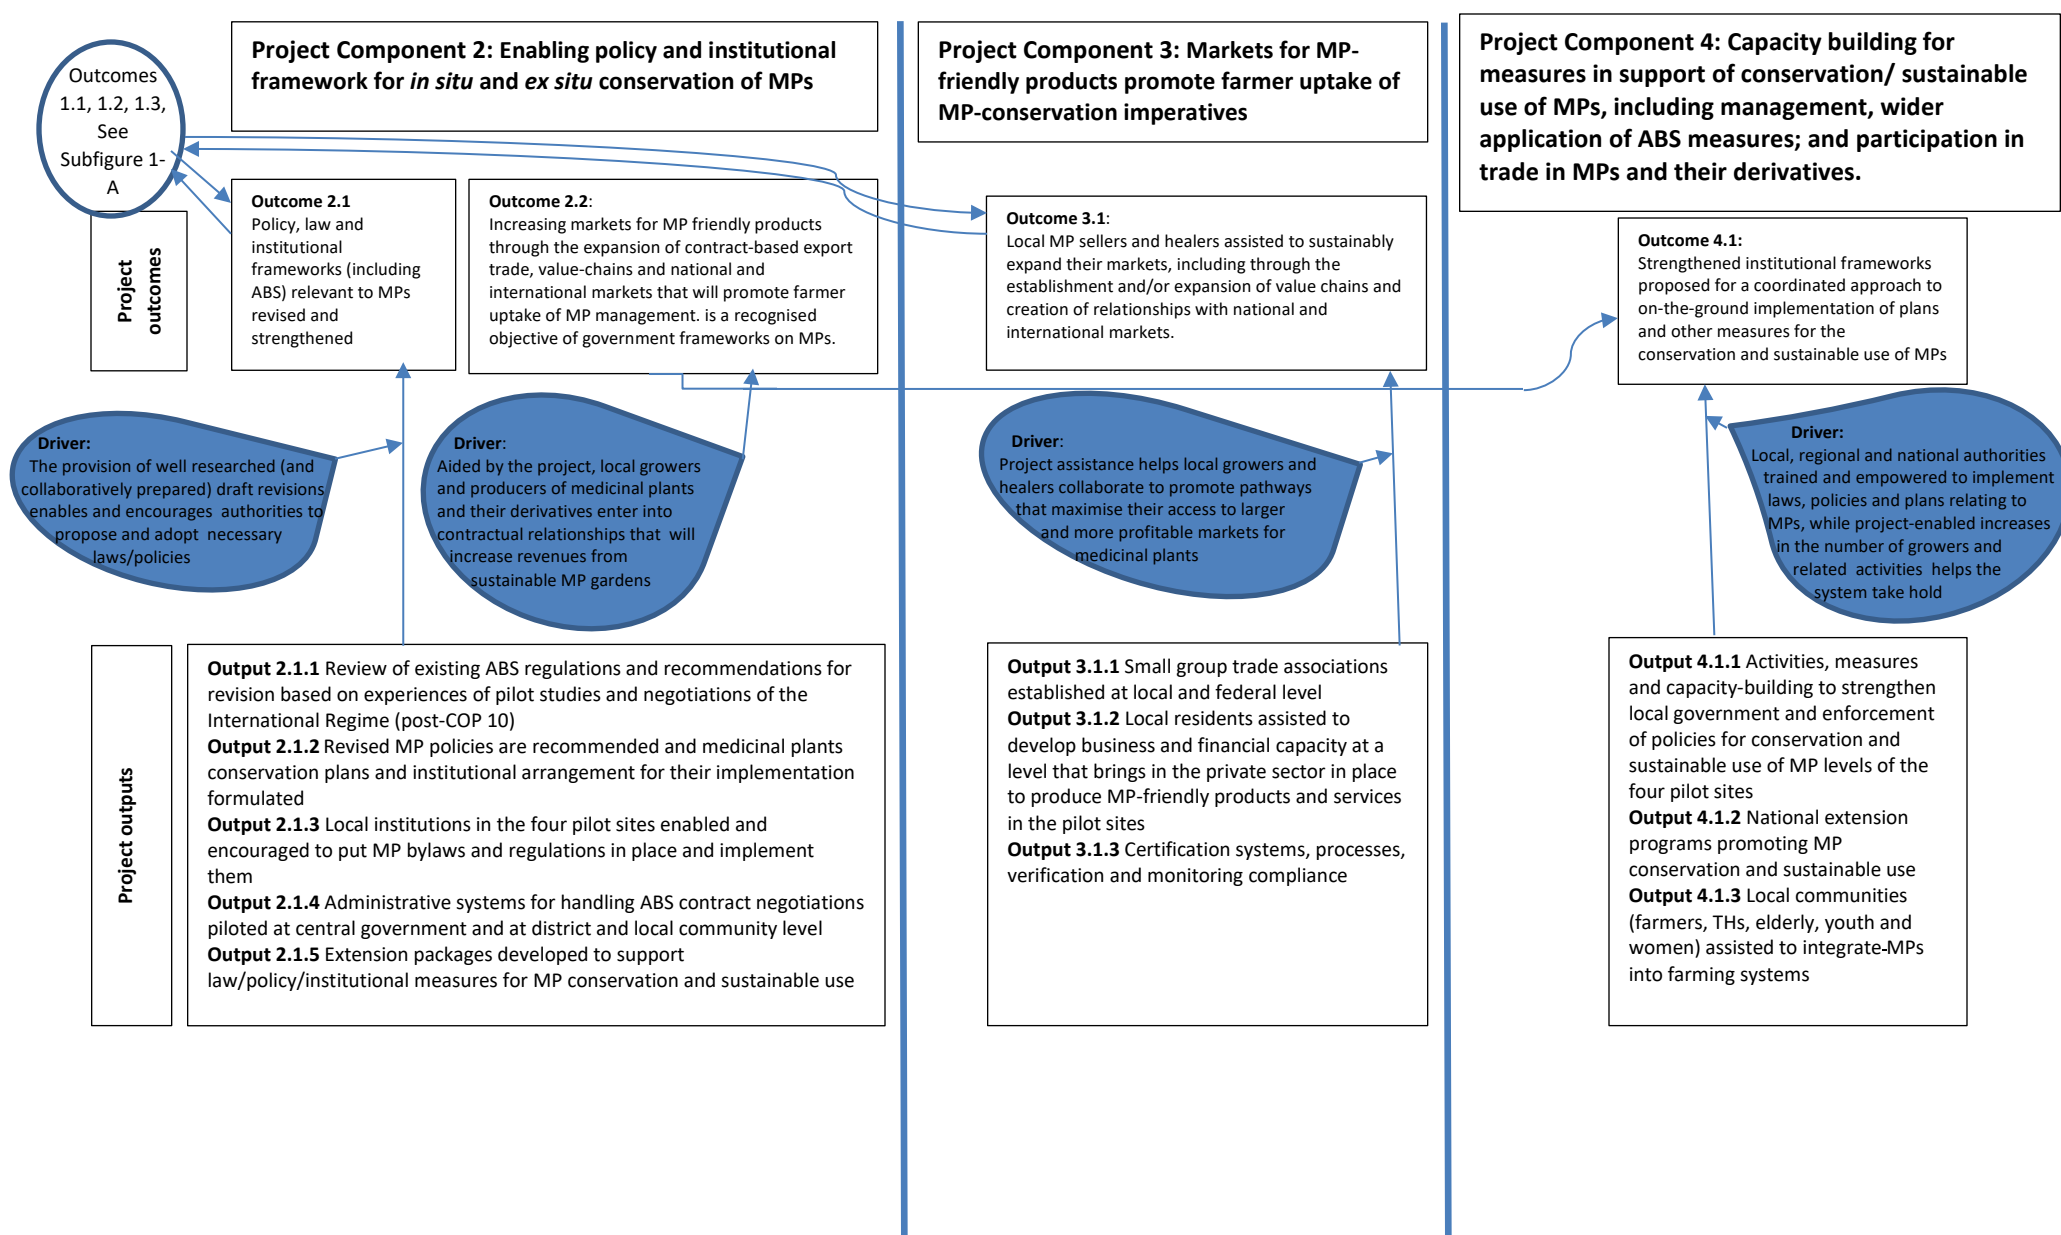 Outcomes
1.1, 1.2, 1.3,
See
Subfigure 1-
A
Project Component 2: Enabling policy and institutional
framework for in situ and ex situ conservation of MPs
Project Component 3: Markets for MP-
friendly products promote farmer uptake of
MP-conservation imperatives
Project Component 4: Capacity building for
measures in support of conservation/ sustainable
use of MPs, including management, wider
application of ABS measures; and participation in
trade in MPs and their derivatives.
Project
outcomes
Outcome 2.1
Policy, law and
institutional
frameworks (including
ABS) relevant to MPs
revised and
strengthened
Outcome 2.2:
Increasing markets for MP friendly products
through the expansion of contract-based export
trade, value-chains and national and
international markets that will promote farmer
uptake of MP management. is a recognised
objective of government frameworks on MPs.
Outcome 3.1:
Local MP sellers and healers assisted to sustainably
expand their markets, including through the
establishment and/or expansion of value chains and
creation of relationships with national and
international markets.
Outcome 4.1:
Strengthened institutional frameworks
proposed for a coordinated approach to
on-the-ground implementation of plans
and other measures for the
conservation and sustainable use of MPs
Driver:
The provision of well researched (and
collaboratively prepared) draft revisions
enables and encourages authorities to
propose and adopt necessary
laws/policies
Driver:
Aided by the project, local growers
and producers of medicinal plants
and their derivatives enter into
contractual relationships that will
increase revenues from
sustainable MP gardens
Driver:
Project assistance helps local growers and
healers collaborate to promote pathways
that maximise their access to larger
and more profitable markets for
medicinal plants
Driver:
Local, regional and national authorities
trained and empowered to implement
laws, policies and plans relating to
MPs, while project-enabled increases
in the number of growers and
related activities helps the
system take hold
Project outputs
Output 2.1.1 Review of existing ABS regulations and recommendations for
revision based on experiences of pilot studies and negotiations of the
International Regime (post-COP 10)
Output 2.1.2 Revised MP policies are recommended and medicinal plants
conservation plans and institutional arrangement for their implementation
formulated
Output 2.1.3 Local institutions in the four pilot sites enabled and
encouraged to put MP bylaws and regulations in place and implement
them
Output 2.1.4 Administrative systems for handling ABS contract negotiations
piloted at central government and at district and local community level
Output 2.1.5 Extension packages developed to support
law/policy/institutional measures for MP conservation and sustainable use
Output 3.1.1 Small group trade associations
established at local and federal level
Output 3.1.2 Local residents assisted to
develop business and financial capacity at a
level that brings in the private sector in place
to produce MP-friendly products and services
in the pilot sites
Output 3.1.3 Certification systems, processes,
verification and monitoring compliance
Output 4.1.1 Activities, measures
and capacity-building to strengthen
local government and enforcement
of policies for conservation and
sustainable use of MP levels of the
four pilot sites
Output 4.1.2 National extension
programs promoting MP
conservation and sustainable use
Output 4.1.3 Local communities
(farmers, THs, elderly, youth and
women) assisted to integrate-MPs
into farming systems